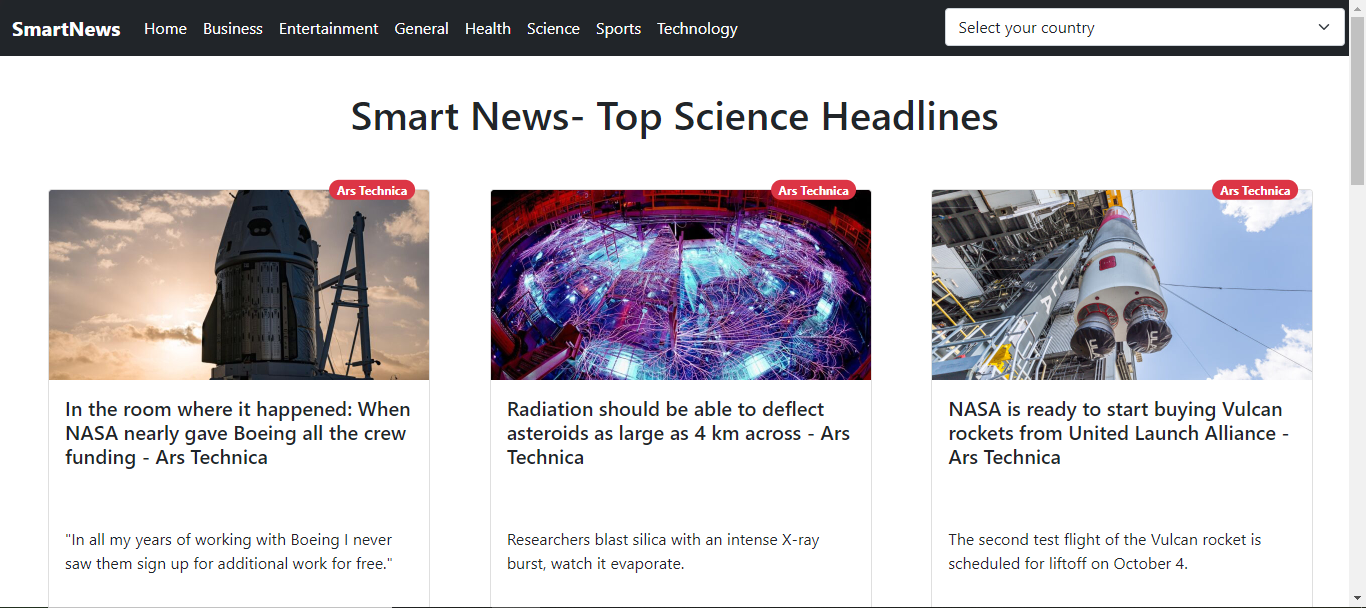 SmartNews Home Business Entertainment General Health Science Sports Technology Select your country
Smart News- Top Science Headlines
Ars Technica
In the room where it happened: When
NASA nearly gave Boeing all the crew
funding - Ars Technica
"In all my years of working with Boeing I never
saw them sign up for additional work for free."
Ars Technica
Radiation should be able to deflect
asteroids as large as 4 km across - Ars
Technica
Researchers blast silica with an intense X-ray
burst, watch it evaporate.
Ars Technica
NASA is ready to start buying Vulcan
rockets from United Launch Alliance -
Ars Technica
The second test flight of the Vulcan rocket is
scheduled for liftoff on October 4.